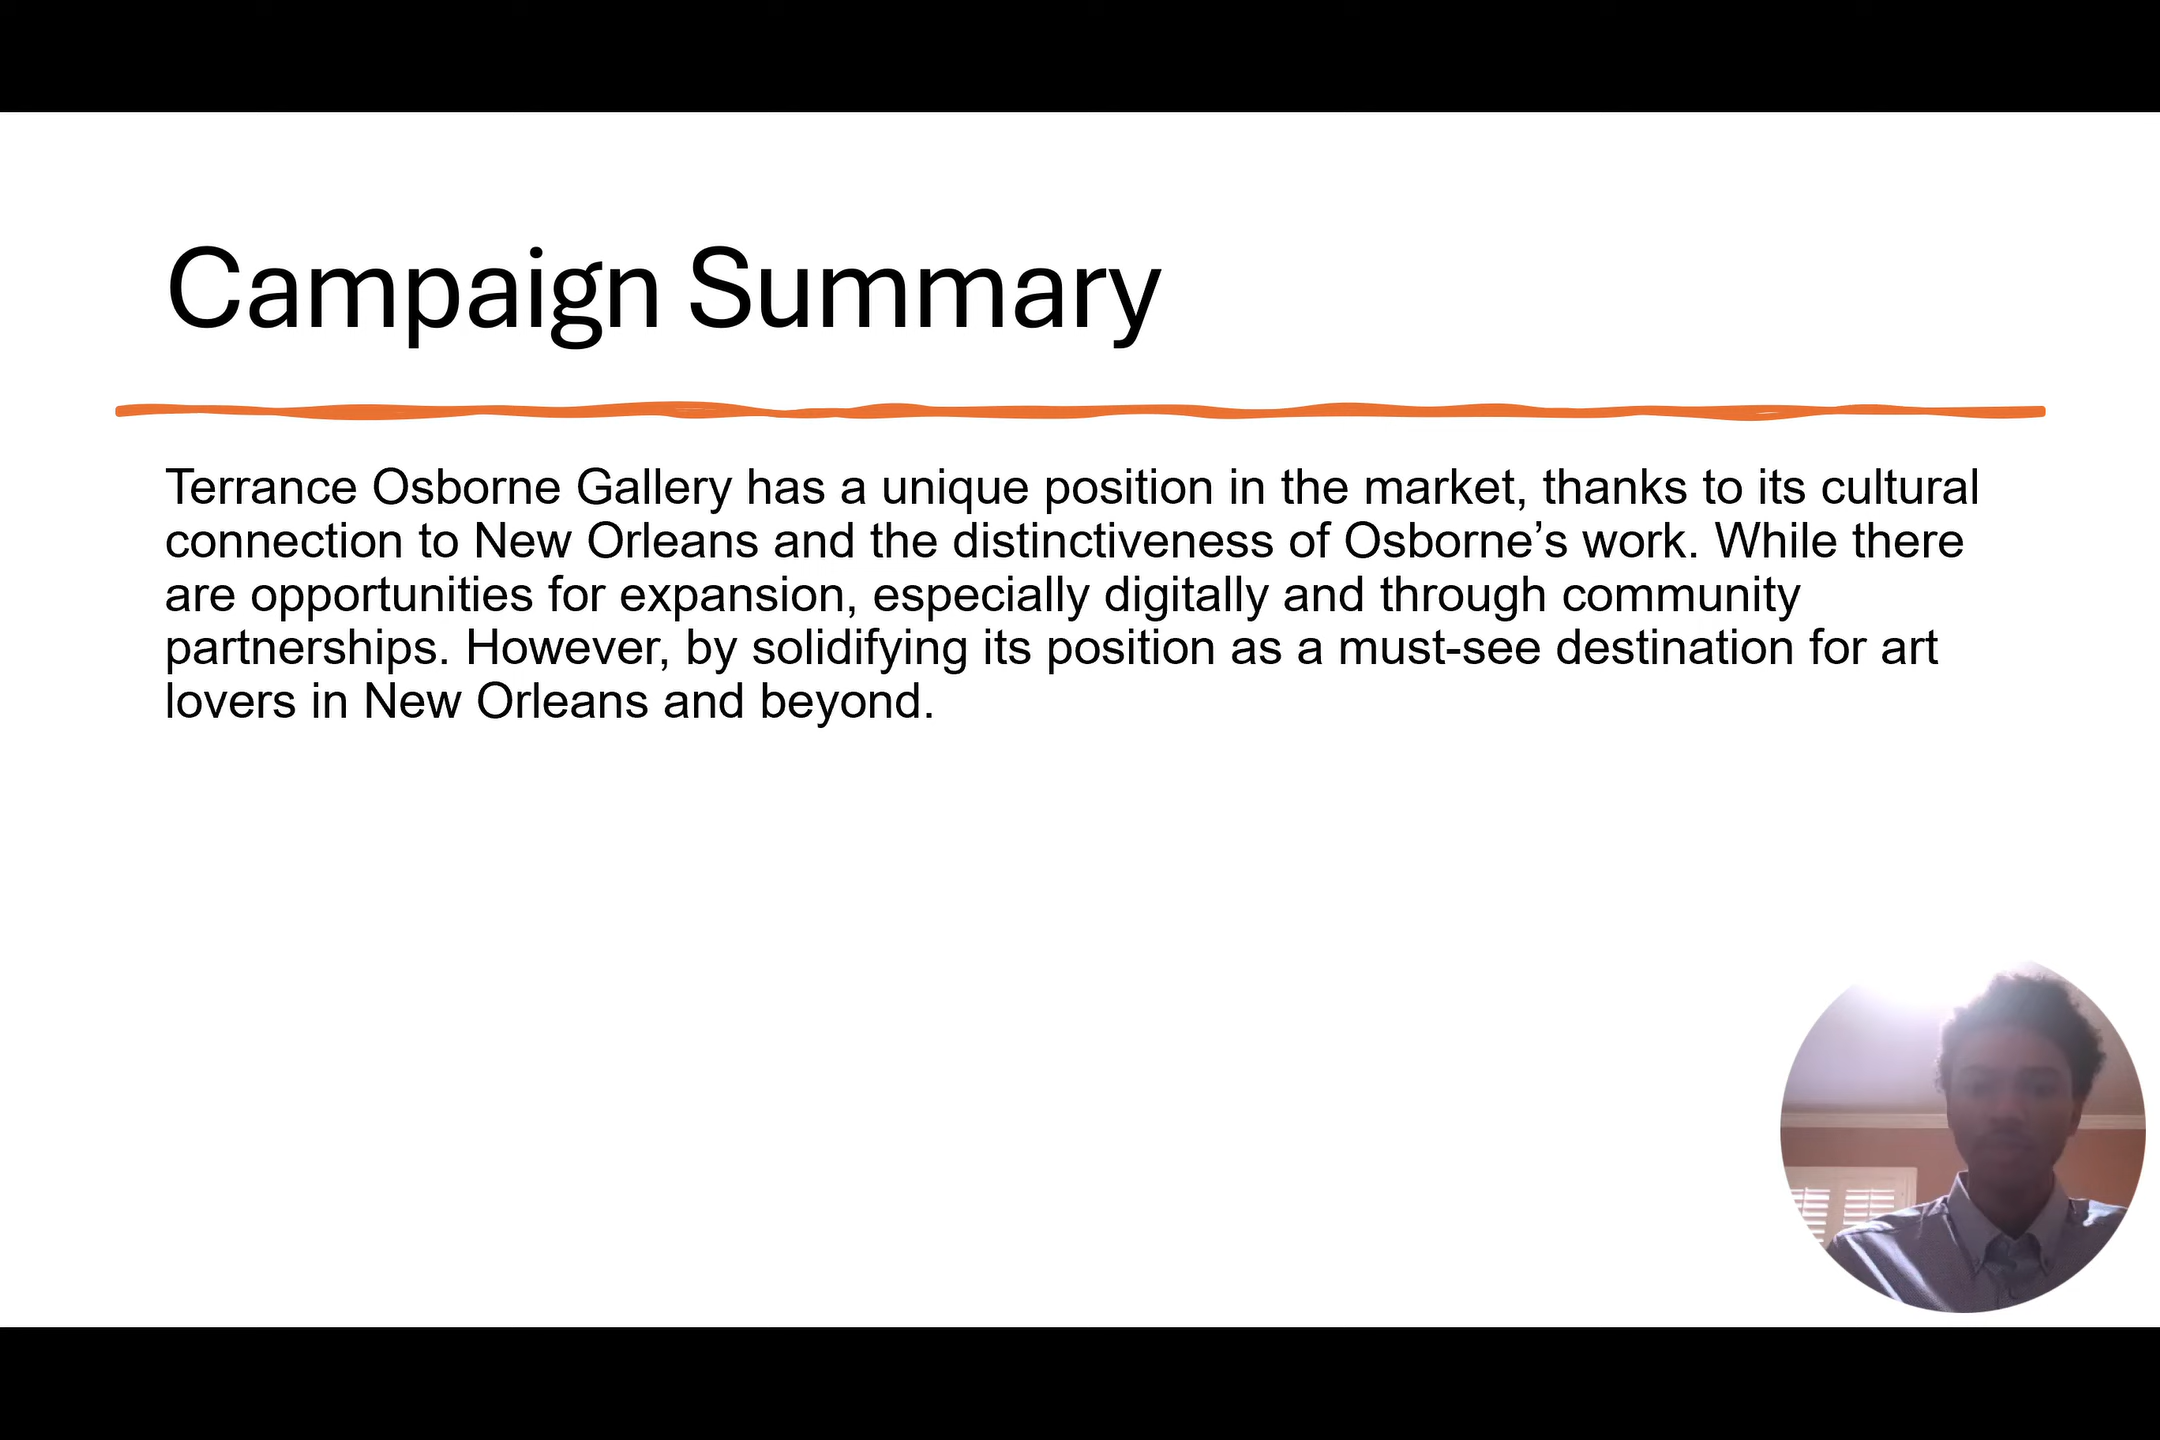 Campaign Summary
Terrance Osborne Gallery has a unique position in the market, thanks to its cultural
connection to New Orleans and the distinctiveness of Osborne’s work. While there
are opportunities for expansion, especially digitally and through community
partnerships. However, by solidifying its position as a must-see destination for art
lovers in New Orleans and beyond.